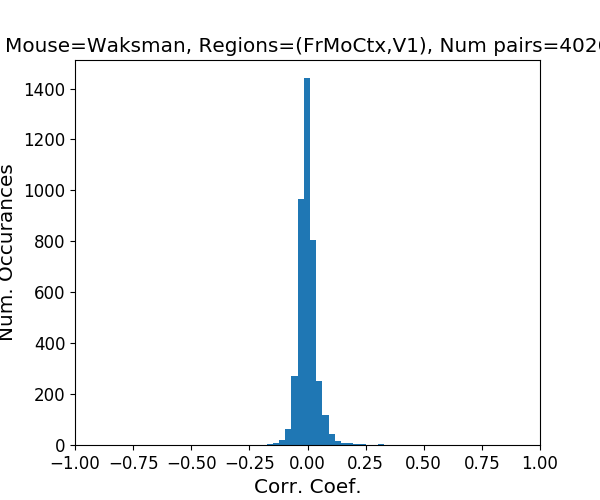 Mouse=Waksman, Regions=(FrMoCtx,V1), Num pairs=402
Num. Occurances
1400
1200
1000
800
600
400
200
0
−1.00 −0.75 −0.50 −0.25 0.00 0.25 0.50 0.75 1.00
Corr. Coef.